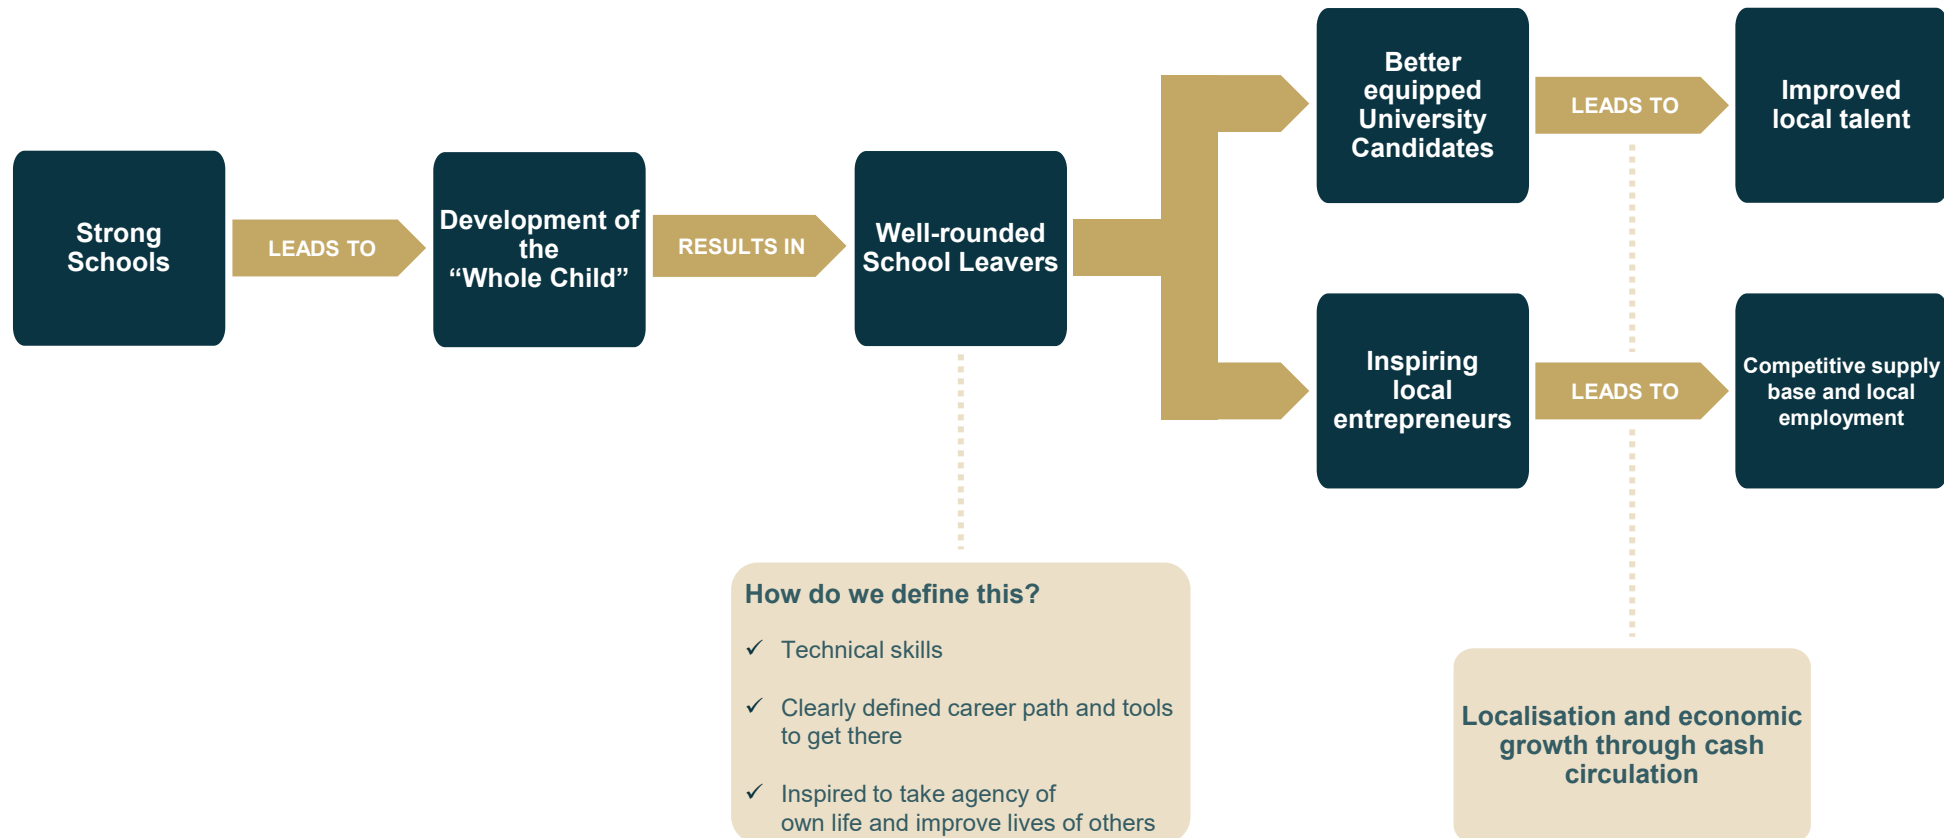 Strong
Schools
LEADS TO
Development of
the
“Whole Child”
RESULTS IN
Well-rounded
School Leavers
Better
equipped
University
Candidates
LEADS TO
Improved
local talent
Inspiring
local
entrepreneurs
LEADS TO
Competitive supply
base and local
employment
How do we define this?
✓ Technical skills
✓ Clearly defined career path and tools
to get there
✓ Inspired to take agency of
own life and improve lives of others
Localisation and economic
growth through cash
circulation